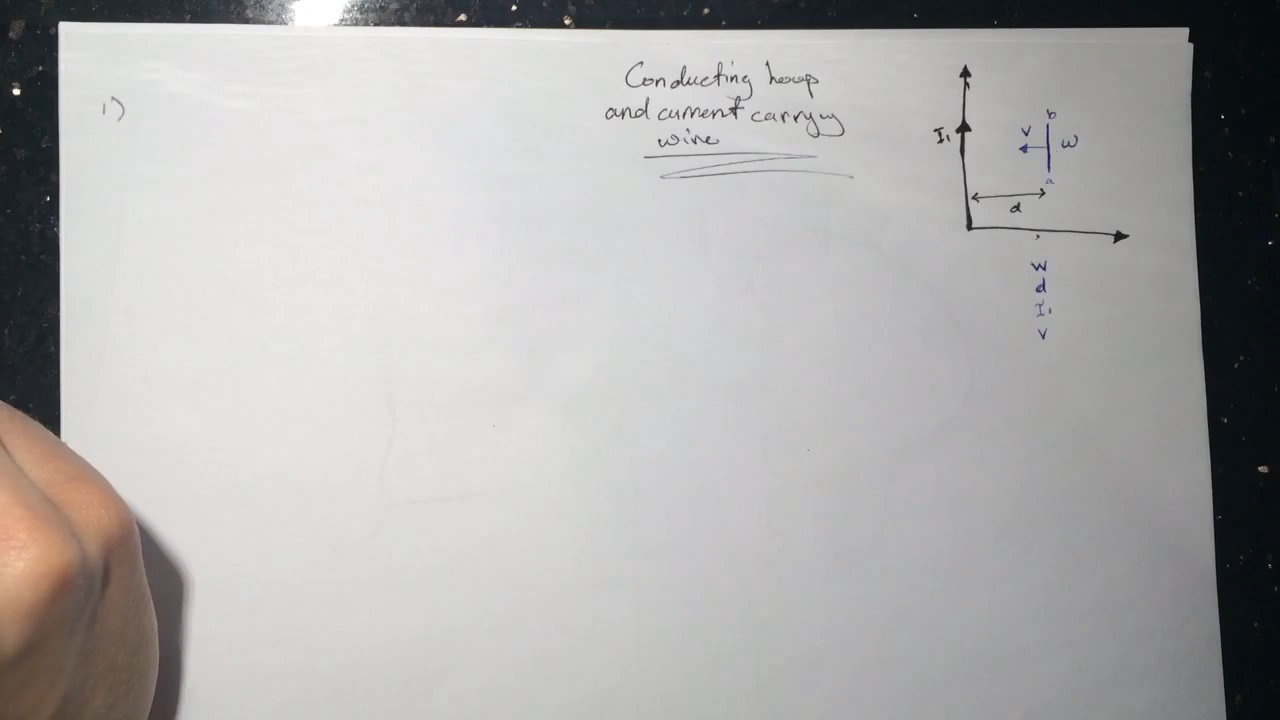 1)
Conducting hoop
and current carrying
wire
I₁
v
b
w
a
d
W
d
I₁
v